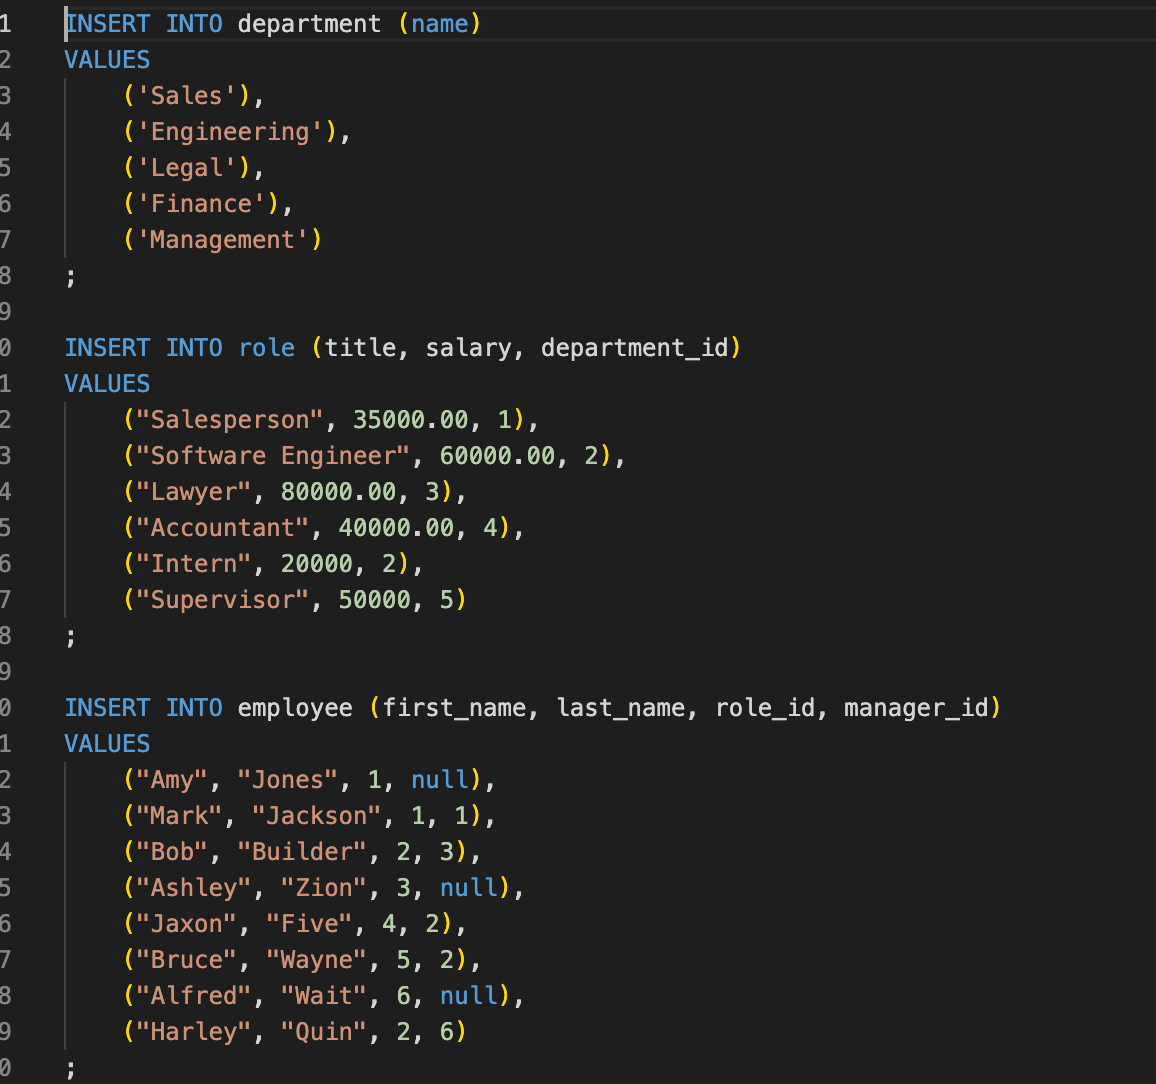 1 INSERT INTO department (name)
2 VALUES
3     ('Sales'),
4     ('Engineering'),
5     ('Legal'),
6     ('Finance'),
7     ('Management')
8 ;
9
0 INSERT INTO role (title, salary, department_id)
1 VALUES
2     ("Salesperson", 35000.00, 1),
3     ("Software Engineer", 60000.00, 2),
4     ("Lawyer", 80000.00, 3),
5     ("Accountant", 40000.00, 4),
6     ("Intern", 20000, 2),
7     ("Supervisor", 50000, 5)
8 ;
9
0 INSERT INTO employee (first_name, last_name, role_id, manager_id)
1 VALUES
2     ("Amy", "Jones", 1, null),
3     ("Mark", "Jackson", 1, 1),
4     ("Bob", "Builder", 2, 3),
5     ("Ashley", "Zion", 3, null),
6     ("Jaxon", "Five", 4, 2),
7     ("Bruce", "Wayne", 5, 2),
8     ("Alfred", "Wait", 6, null),
9     ("Harley", "Quin", 2, 6)
0 ;